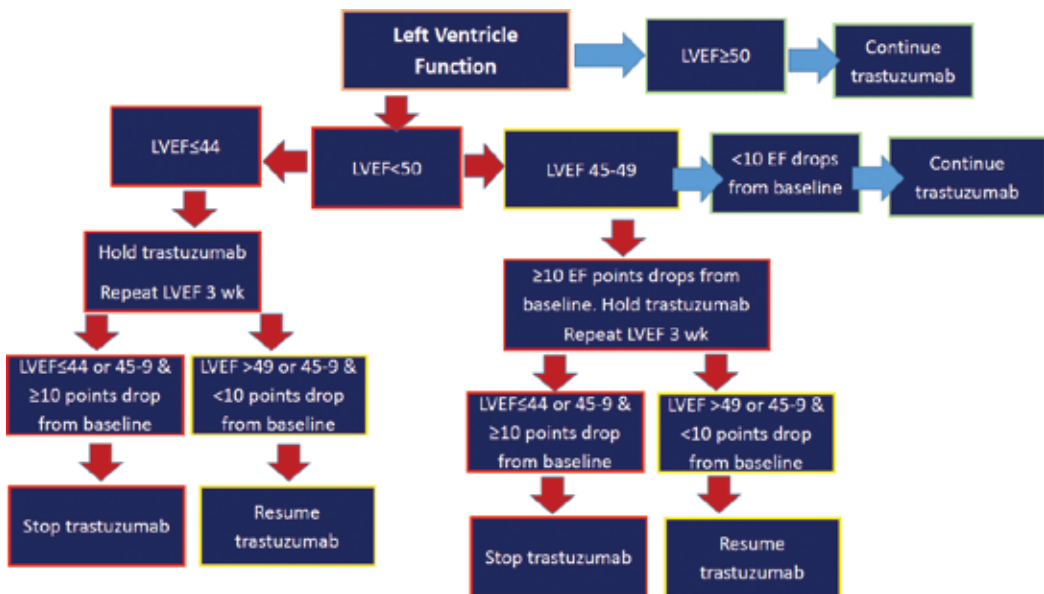 Left Ventricle
Function
LVEF≥50
Continue
trastuzumab
LVEF≤44
LVEF<50
LVEF 45-49
<10 EF drops
from baseline
Continue
trastuzumab
Hold trastuzumab
Repeat LVEF 3 wk
≥10 EF points drops from
baseline. Hold trastuzumab
Repeat LVEF 3 wk
LVEF≤44 or 45-9 &
≥10 points drop
from baseline
LVEF >49 or 45-9 &
<10 points drop
from baseline
LVEF≤44 or 45-9 &
≥10 points drop
from baseline
LVEF >49 or 45-9 &
<10 points drop
from baseline
Stop trastuzumab
Resume
trastuzumab
Stop trastuzumab
Resume
trastuzumab